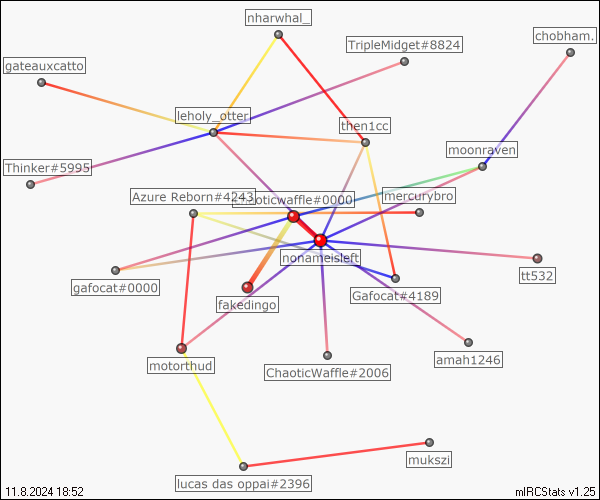 nharwhal_
chobham.
TripleMidget#8824
gateauxcatto
leholy_otter
then1cc
moonraven
Thinker#5995
Azure Reborn#4243
chaoticwaffle#0000
mercurybro
nonameisleft
tt532
gafocat#0000
Gafocat#4189
fakedingo
motorthud
ChaoticWaffle#2006
amah1246
mukszi
lucas das oppai#2396
11.8.2024 18:52
mIRCStats v1.25